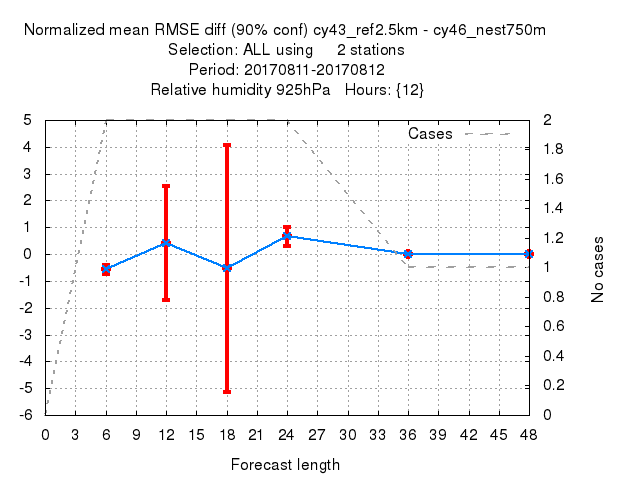 Normalized mean RMSE diff (90% conf) cy43_ref2.5km - cy46_nest750m
Selection: ALL using 2 stations
Period: 20170811-20170812
Relative humidity 925hPa Hours: {12}
Cases
5
4
3
2
1
0
-1
-2
-3
-4
-5
-6
2
1.8
1.6
1.4
1.2
1
0.8
0.6
0.4
0.2
0
No cases
0 3 6 9 12 15 18 21 24 27 30 33 36 39 42 45 48
Forecast length